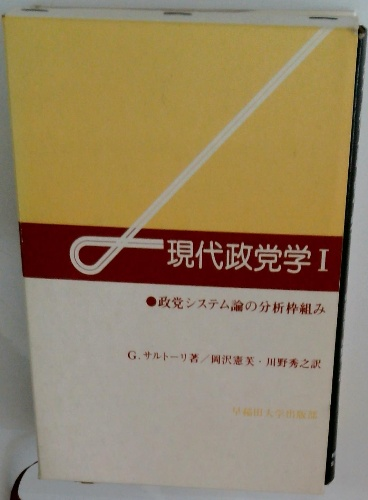 現代政党学 I
●政党システム論の分析枠組み
G. サルトーリ著／岡沢憲芙・川野秀之訳
早稲田大学出版部